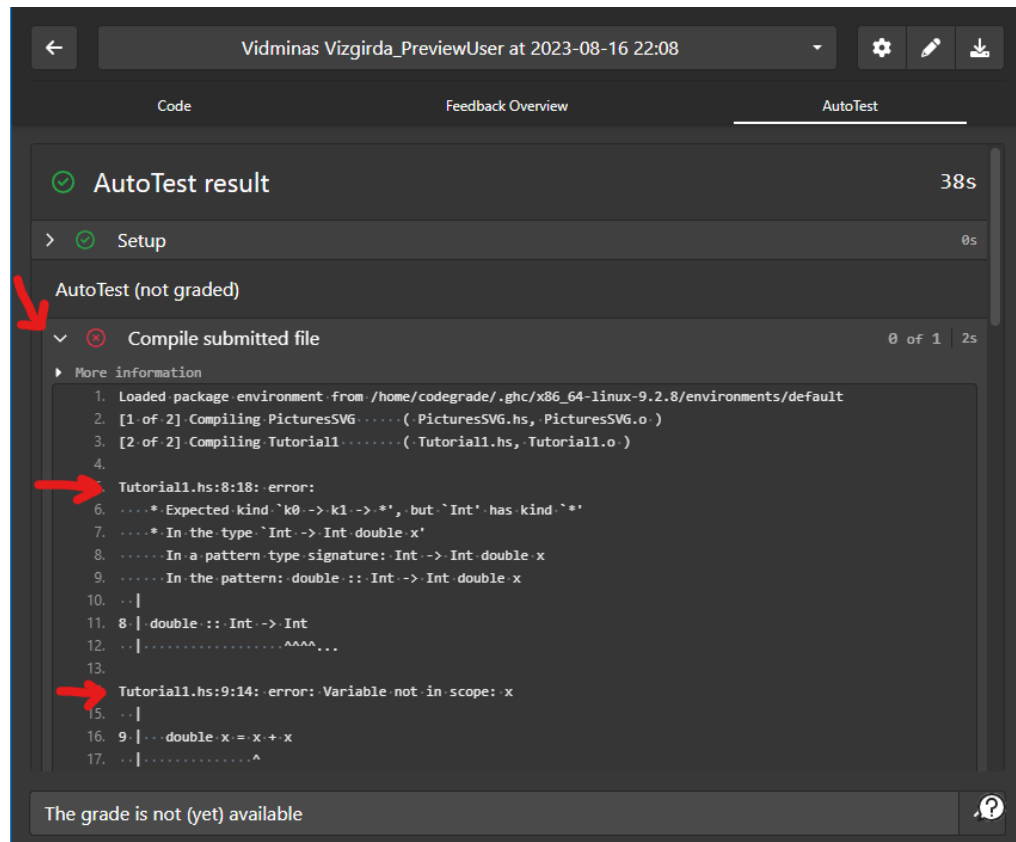 Vidminas Vizgirda_PreviewUser at 2023-08-16 22:08
Code Feedback Overview AutoTest
AutoTest result 38s
Setup 0s
AutoTest (not graded)
Compile submitted file 0 of 1 2s
More information
1. Loaded·package·environment·from·/home/codegrade/.ghc/x86_64-linux-9.2.8/environments/default
2. [1·of·2]·Compiling·PicturesSVG······(·PicturesSVG.hs,·PicturesSVG.o·)
3. [2·of·2]·Compiling·Tutorial1········(·Tutorial1.hs,·Tutorial1.o·)
4.
Tutorial1.hs:8:18:·error:
6. ····*·Expected·kind·`k0·->·k1·->·*',·but·`Int'·has·kind·`*'
7. ····*·In·the·type·`Int·->·Int·double·x'
8. ······In·a·pattern·type·signature:·Int·->·Int·double·x
9. ······In·the·pattern:·double·::·Int·->·Int·double·x
10. ··|
11. 8·|·double·::·Int·->·Int
12. ··|··················^^^^...
13.
Tutorial1.hs:9:14:·error:·Variable·not·in·scope:·x
15. ··|
16. 9·|···double·x·=·x·+·x
17. ··|··············^
The grade is not (yet) available